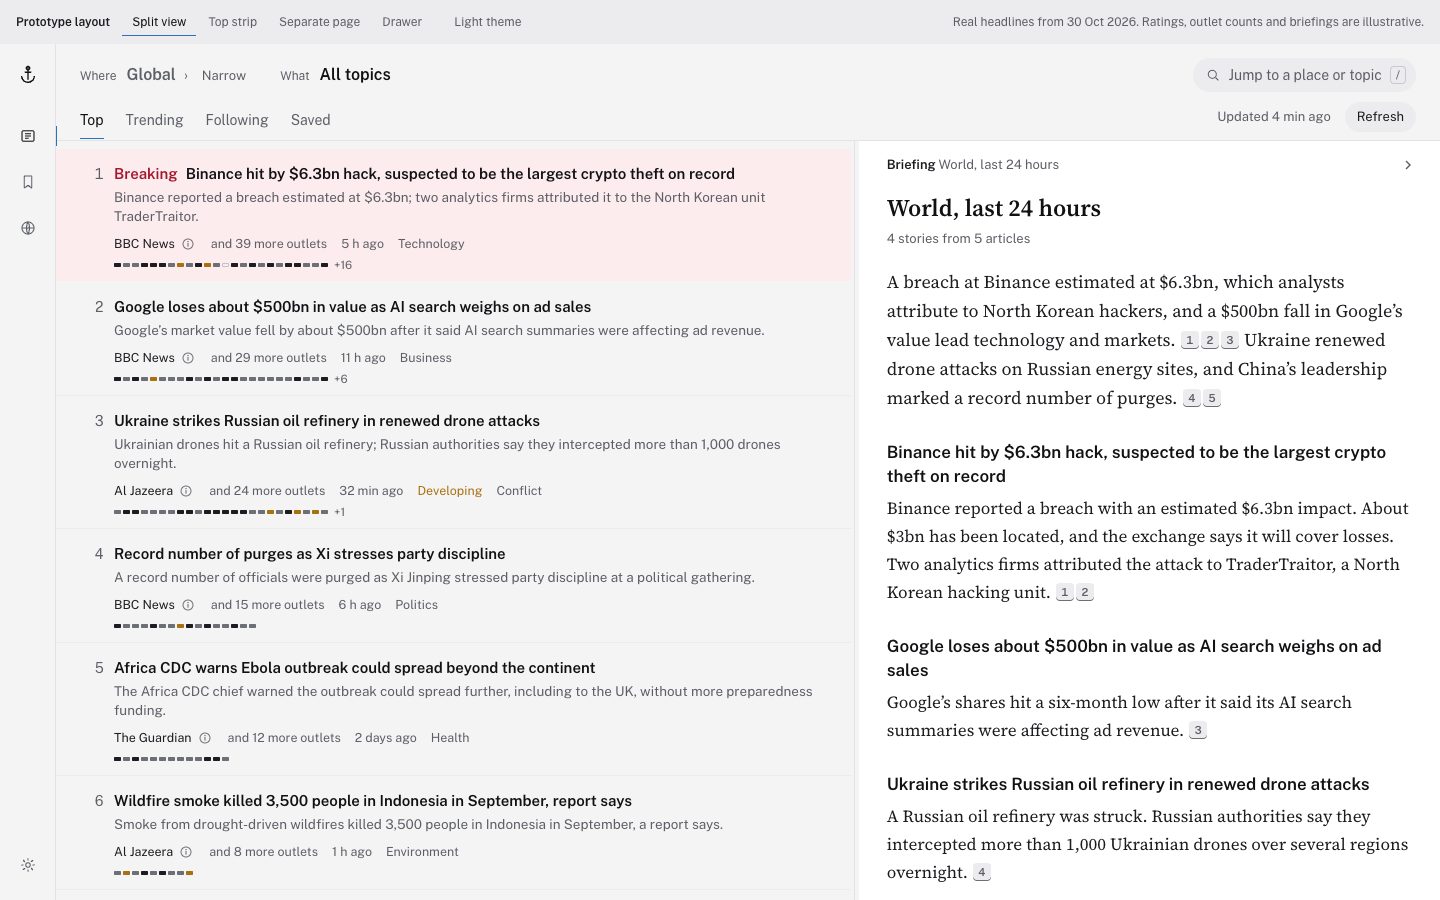 Prototype layout Split view Top strip Separate page Drawer Light theme Real headlines from 30 Oct 2026. Ratings, outlet counts and briefings are illustrative.
Where Global › Narrow What All topics Jump to a place or topic /
Top Trending Following Saved Updated 4 min ago Refresh
1 Breaking Binance hit by $6.3bn hack, suspected to be the largest crypto theft on record
Binance reported a breach estimated at $6.3bn; two analytics firms attributed it to the North Korean unit
TraderTraitor.
BBC News and 39 more outlets 5 h ago Technology
+16
2 Google loses about $500bn in value as AI search weighs on ad sales
Google’s market value fell by about $500bn after it said AI search summaries were affecting ad revenue.
BBC News and 29 more outlets 11 h ago Business
+6
3 Ukraine strikes Russian oil refinery in renewed drone attacks
Ukrainian drones hit a Russian oil refinery; Russian authorities say they intercepted more than 1,000 drones
overnight.
Al Jazeera and 24 more outlets 32 min ago Developing Conflict
+1
4 Record number of purges as Xi stresses party discipline
A record number of officials were purged as Xi Jinping stressed party discipline at a political gathering.
BBC News and 15 more outlets 6 h ago Politics
5 Africa CDC warns Ebola outbreak could spread beyond the continent
The Africa CDC chief warned the outbreak could spread further, including to the UK, without more preparedness
funding.
The Guardian and 12 more outlets 2 days ago Health
6 Wildfire smoke killed 3,500 people in Indonesia in September, report says
Smoke from drought-driven wildfires killed 3,500 people in Indonesia in September, a report says.
Al Jazeera and 8 more outlets 1 h ago Environment
Briefing World, last 24 hours
World, last 24 hours
4 stories from 5 articles
A breach at Binance estimated at $6.3bn, which analysts
attribute to North Korean hackers, and a $500bn fall in Google’s
value lead technology and markets. 1 2 3 Ukraine renewed
drone attacks on Russian energy sites, and China’s leadership
marked a record number of purges. 4 5
Binance hit by $6.3bn hack, suspected to be the largest crypto
theft on record
Binance reported a breach with an estimated $6.3bn impact. About
$3bn has been located, and the exchange says it will cover losses.
Two analytics firms attributed the attack to TraderTraitor, a North
Korean hacking unit. 1 2
Google loses about $500bn in value as AI search weighs on ad
sales
Google’s shares hit a six-month low after it said its AI search
summaries were affecting ad revenue. 3
Ukraine strikes Russian oil refinery in renewed drone attacks
A Russian oil refinery was struck. Russian authorities say they
intercepted more than 1,000 Ukrainian drones over several regions
overnight. 4